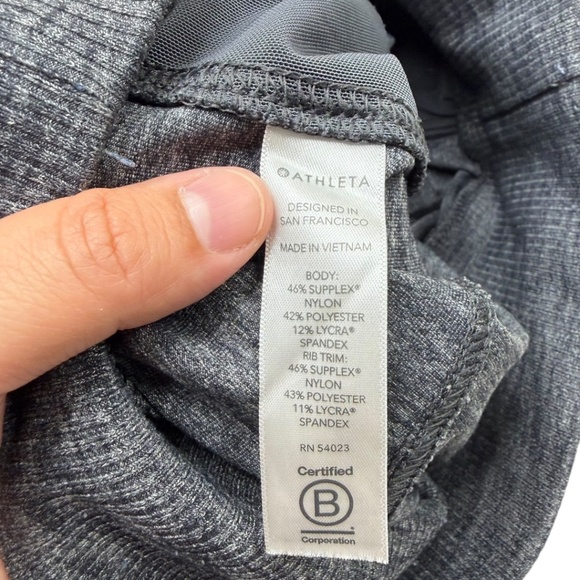 ATHLETA
DESIGNED IN
SAN FRANCISCO
MADE IN VIETNAM
BODY:
46% SUPPLEX®
NYLON
42% POLYESTER
12% LYCRA®
SPANDEX
RIB TRIM:
46% SUPPLEX®
NYLON
43% POLYESTER
11% LYCRA®
SPANDEX
RN 54023
Certified
B
Corporation